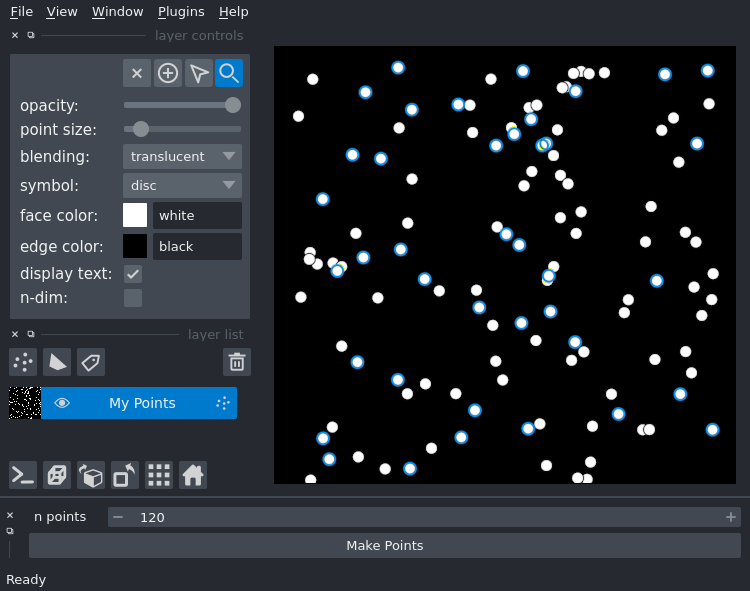 File View Window Plugins Help
layer controls
opacity:
point size:
blending: translucent
symbol: disc
face color: white
edge color: black
display text:
n-dim:
layer list
My Points
n points 120
Make Points
Ready